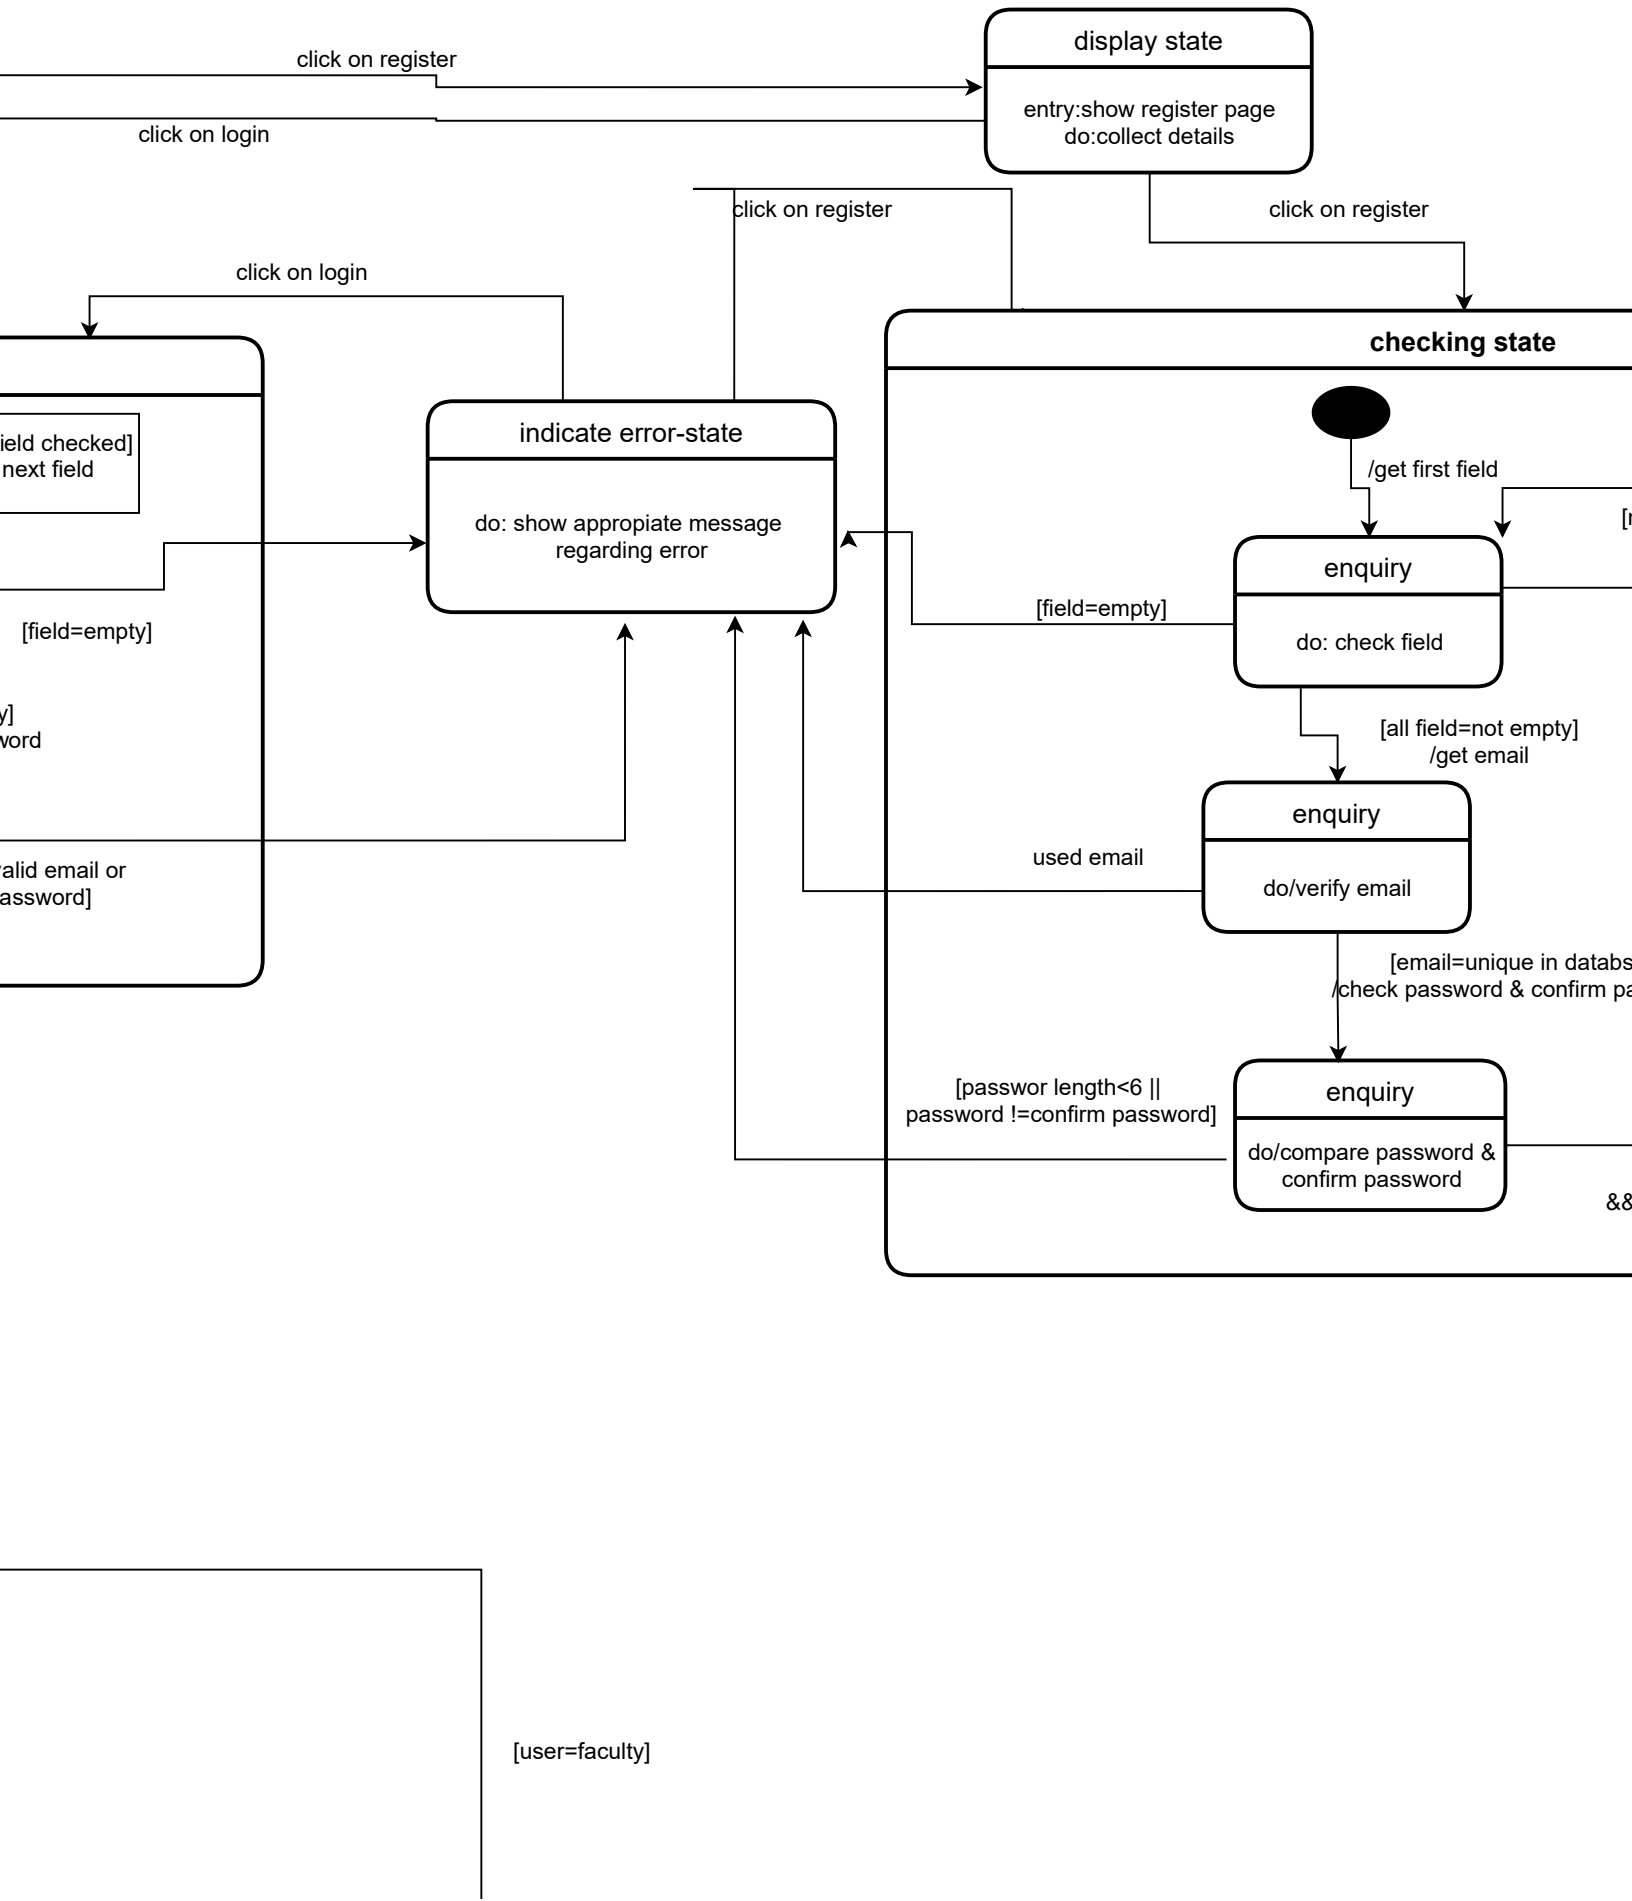 display state
click on register
entry:show register page
do:collect details
click on login
click on register
click on register
click on login
checking state
indicate error-state
ield checked]
next field
/get first field
do: show appropiate message
regarding error
enquiry
[field=empty]
do: check field
[field=empty]
y]
word
[all field=not empty]
/get email
enquiry
used email
alid email or
do/verify email
assword]
[email=unique in databs
/check password & confirm pa
[passwor length<6 ||
password !=confirm password]
enquiry
do/compare password &
confirm password
&&
[user=faculty]